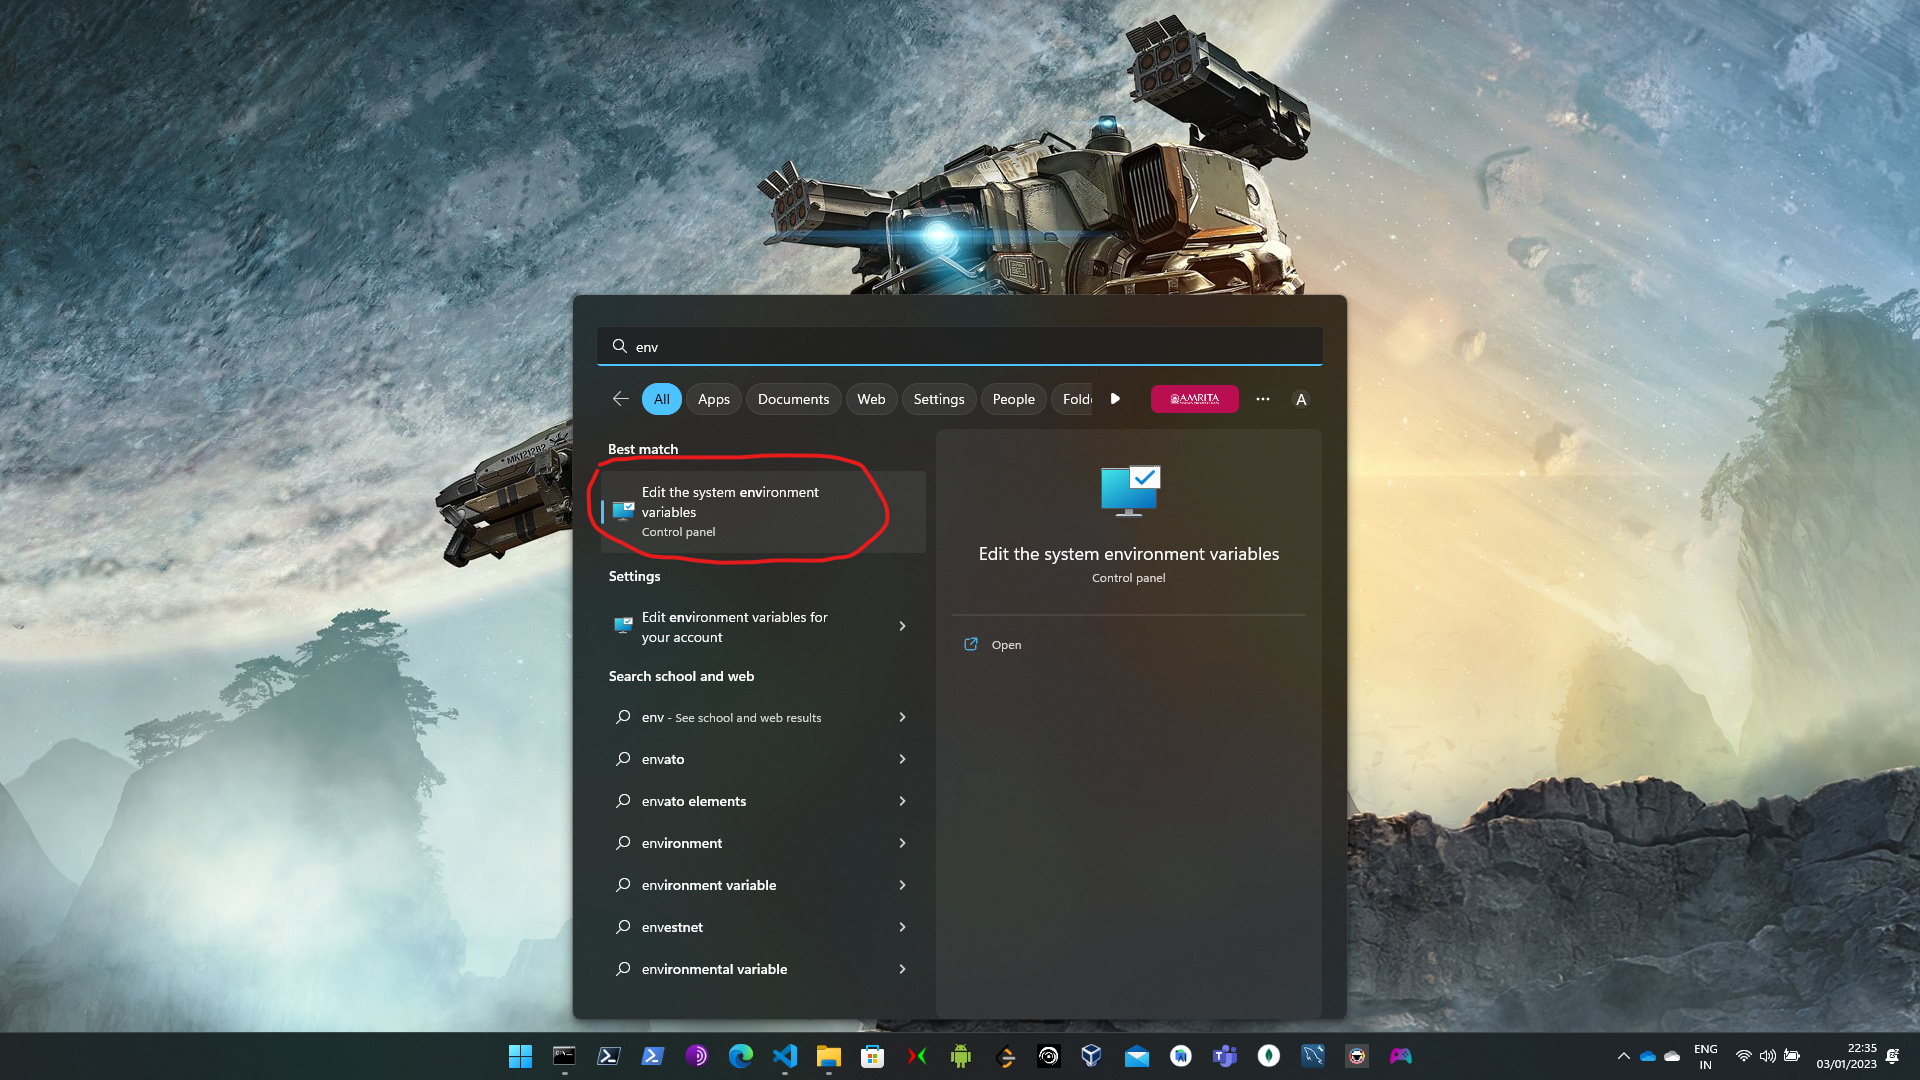 env
All
Apps
Documents
Web
Settings
People
Fold
AMRITA
A
Best match
Edit the system environment
variables
Control panel
Settings
Edit environment variables for
your account
Search school and web
env - See school and web results
envato
envato elements
environment
environment variable
envestnet
environmental variable
Edit the system environment variables
Control panel
Open
MK121282
ENG
IN
22:35
03/01/2023